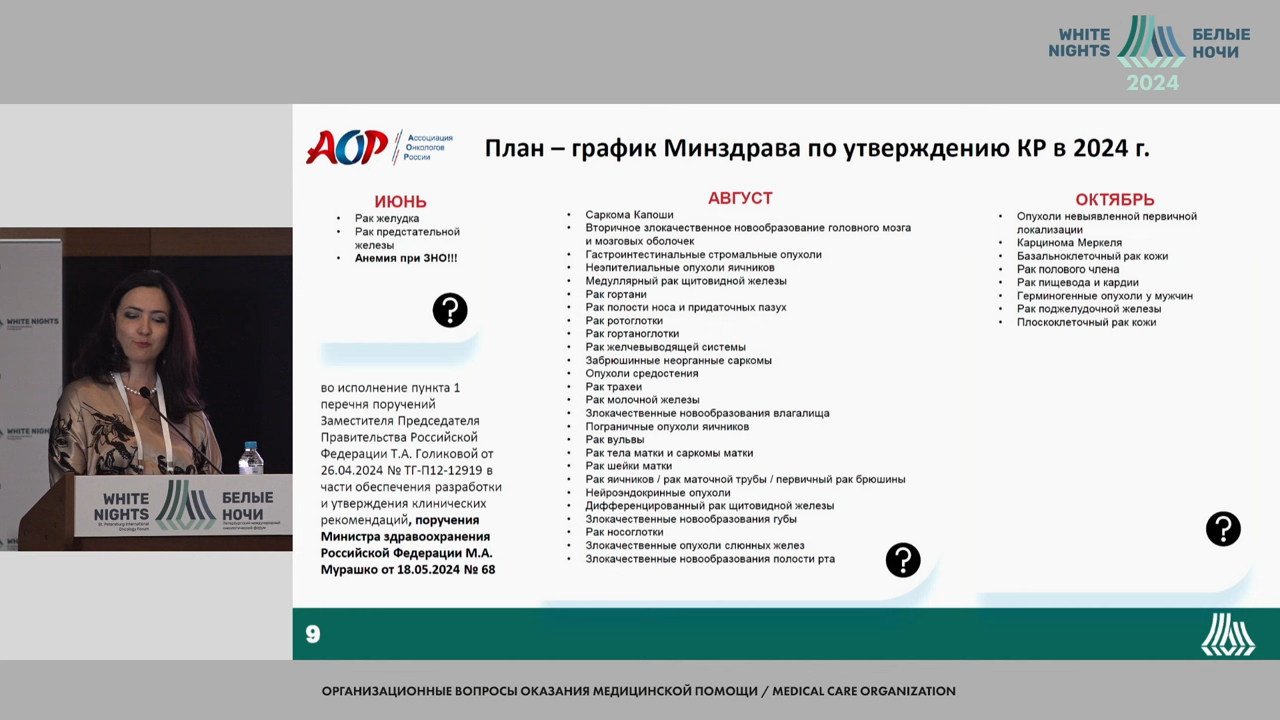 WHITE NIGHTS
БЕЛЫЕ НОЧИ
2024
АОР
Ассоциация
Онкологов
России
План – график Минздрава по утверждению КР в 2024 г.
ИЮНЬ
• Рак желудка
• Рак предстательной
железы
• Анемия при ЗНО!!!
?
во исполнение пункта 1
перечня поручений
Заместителя Председателя
Правительства Российской
Федерации Т.А. Голиковой от
26.04.2024 № ТГ-П12-12919 в
части обеспечения разработки
и утверждения клинических
рекомендаций, поручения
Министра здравоохранения
Российской Федерации М.А.
Мурашко от 18.05.2024 № 68
АВГУСТ
• Саркома Капоши
• Вторичное злокачественное новообразование головного мозга
и мозговых оболочек
• Гастроинтестинальные стромальные опухоли
• Неэпителиальные опухоли яичников
• Медуллярный рак щитовидной железы
• Рак гортани
• Рак полости носа и придаточных пазух
• Рак ротоглотки
• Рак гортаноглотки
• Рак желчевыводящей системы
• Забрюшинные неорганные саркомы
• Опухоли средостения
• Рак трахеи
• Рак молочной железы
• Злокачественные новообразования влагалища
• Пограничные опухоли яичников
• Рак вульвы
• Рак тела матки и саркомы матки
• Рак шейки матки
• Рак яичников / рак маточной трубы / первичный рак брюшины
• Нейроэндокринные опухоли
• Дифференцированный рак щитовидной железы
• Злокачественные новообразования губы
• Рак носоглотки
• Злокачественные опухоли слюнных желез
• Злокачественные новообразования полости рта
?
ОКТЯБРЬ
• Опухоли невыявленной первичной
локализации
• Карцинома Меркеля
• Базальноклеточный рак кожи
• Рак полового члена
• Рак пищевода и кардии
• Герминогенные опухоли у мужчин
• Рак поджелудочной железы
• Плоскоклеточный рак кожи
?
9
WHITE NIGHTS
WHITE NIGHTS
WHITE
NIGHTS
St. Petersburg International
Oncology Forum
БЕЛЫЕ
НОЧИ
ОРГАНИЗАЦИОННЫЕ ВОПРОСЫ ОКАЗАНИЯ МЕДИЦИНСКОЙ ПОМОЩИ / MEDICAL CARE ORGANIZATION